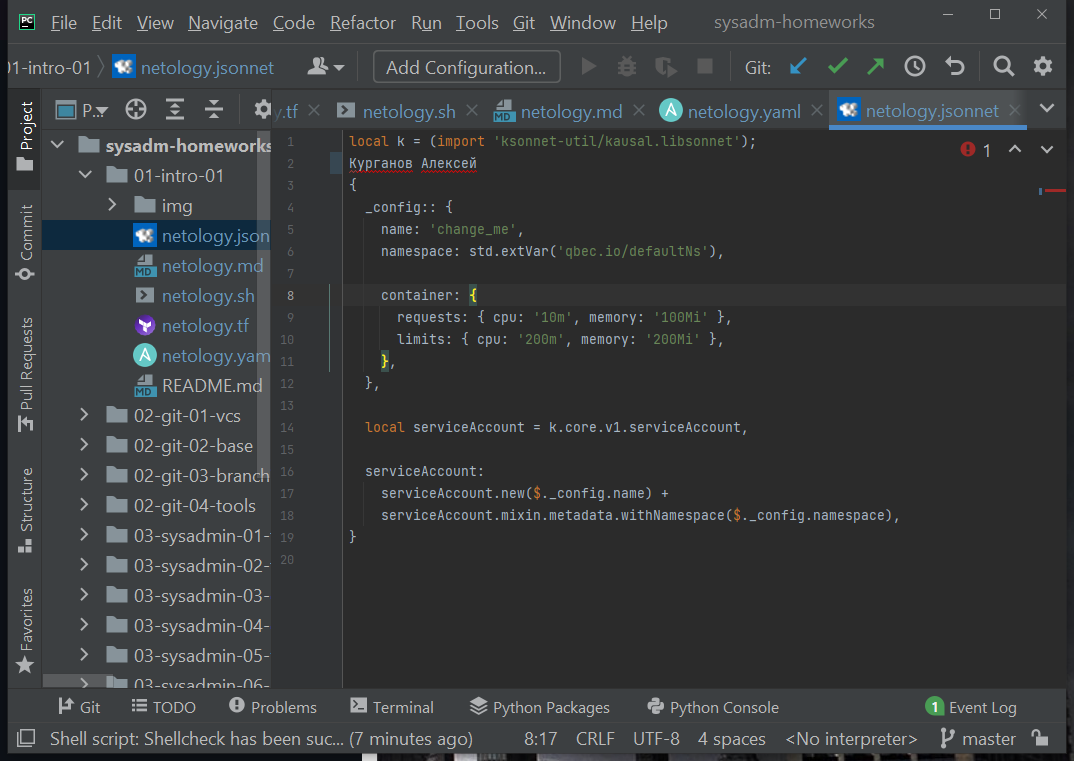 PC File Edit View Navigate Code Refactor Run Tools Git Window Help sysadm-homeworks
01-intro-01 netology.jsonnet Add Configuration... Git:
P... .tf netology.sh netology.md netology.yaml netology.jsonnet
Project
Commit
Pull Requests
Structure
Favorites
sysadm-homeworks
01-intro-01
img
netology.json
netology.md
netology.sh
netology.tf
netology.yam
README.md
02-git-01-vcs
02-git-02-base
02-git-03-branch
02-git-04-tools
03-sysadmin-01-
03-sysadmin-02-
03-sysadmin-03-
03-sysadmin-04-
03-sysadmin-05-
03-sysadmin-06-
1 local k = (import 'ksonnet-util/kausal.libsonnet');
1
2 Курганов Алексей
3 {
4 _config:: {
5 name: 'change_me',
6 namespace: std.extVar('qbec.io/defaultNs'),
7
8 container: {
9 requests: { cpu: '10m', memory: '100Mi' },
10 limits: { cpu: '200m', memory: '200Mi' },
11 },
12 },
13
14 local serviceAccount = k.core.v1.serviceAccount,
15
16 serviceAccount:
17 serviceAccount.new($._config.name) +
18 serviceAccount.mixin.metadata.withNamespace($._config.namespace),
19 }
20
Git TODO Problems Terminal Python Packages Python Console 1 Event Log
Shell script: Shellcheck has been suc... (7 minutes ago) 8:17 CRLF UTF-8 4 spaces <No interpreter> master